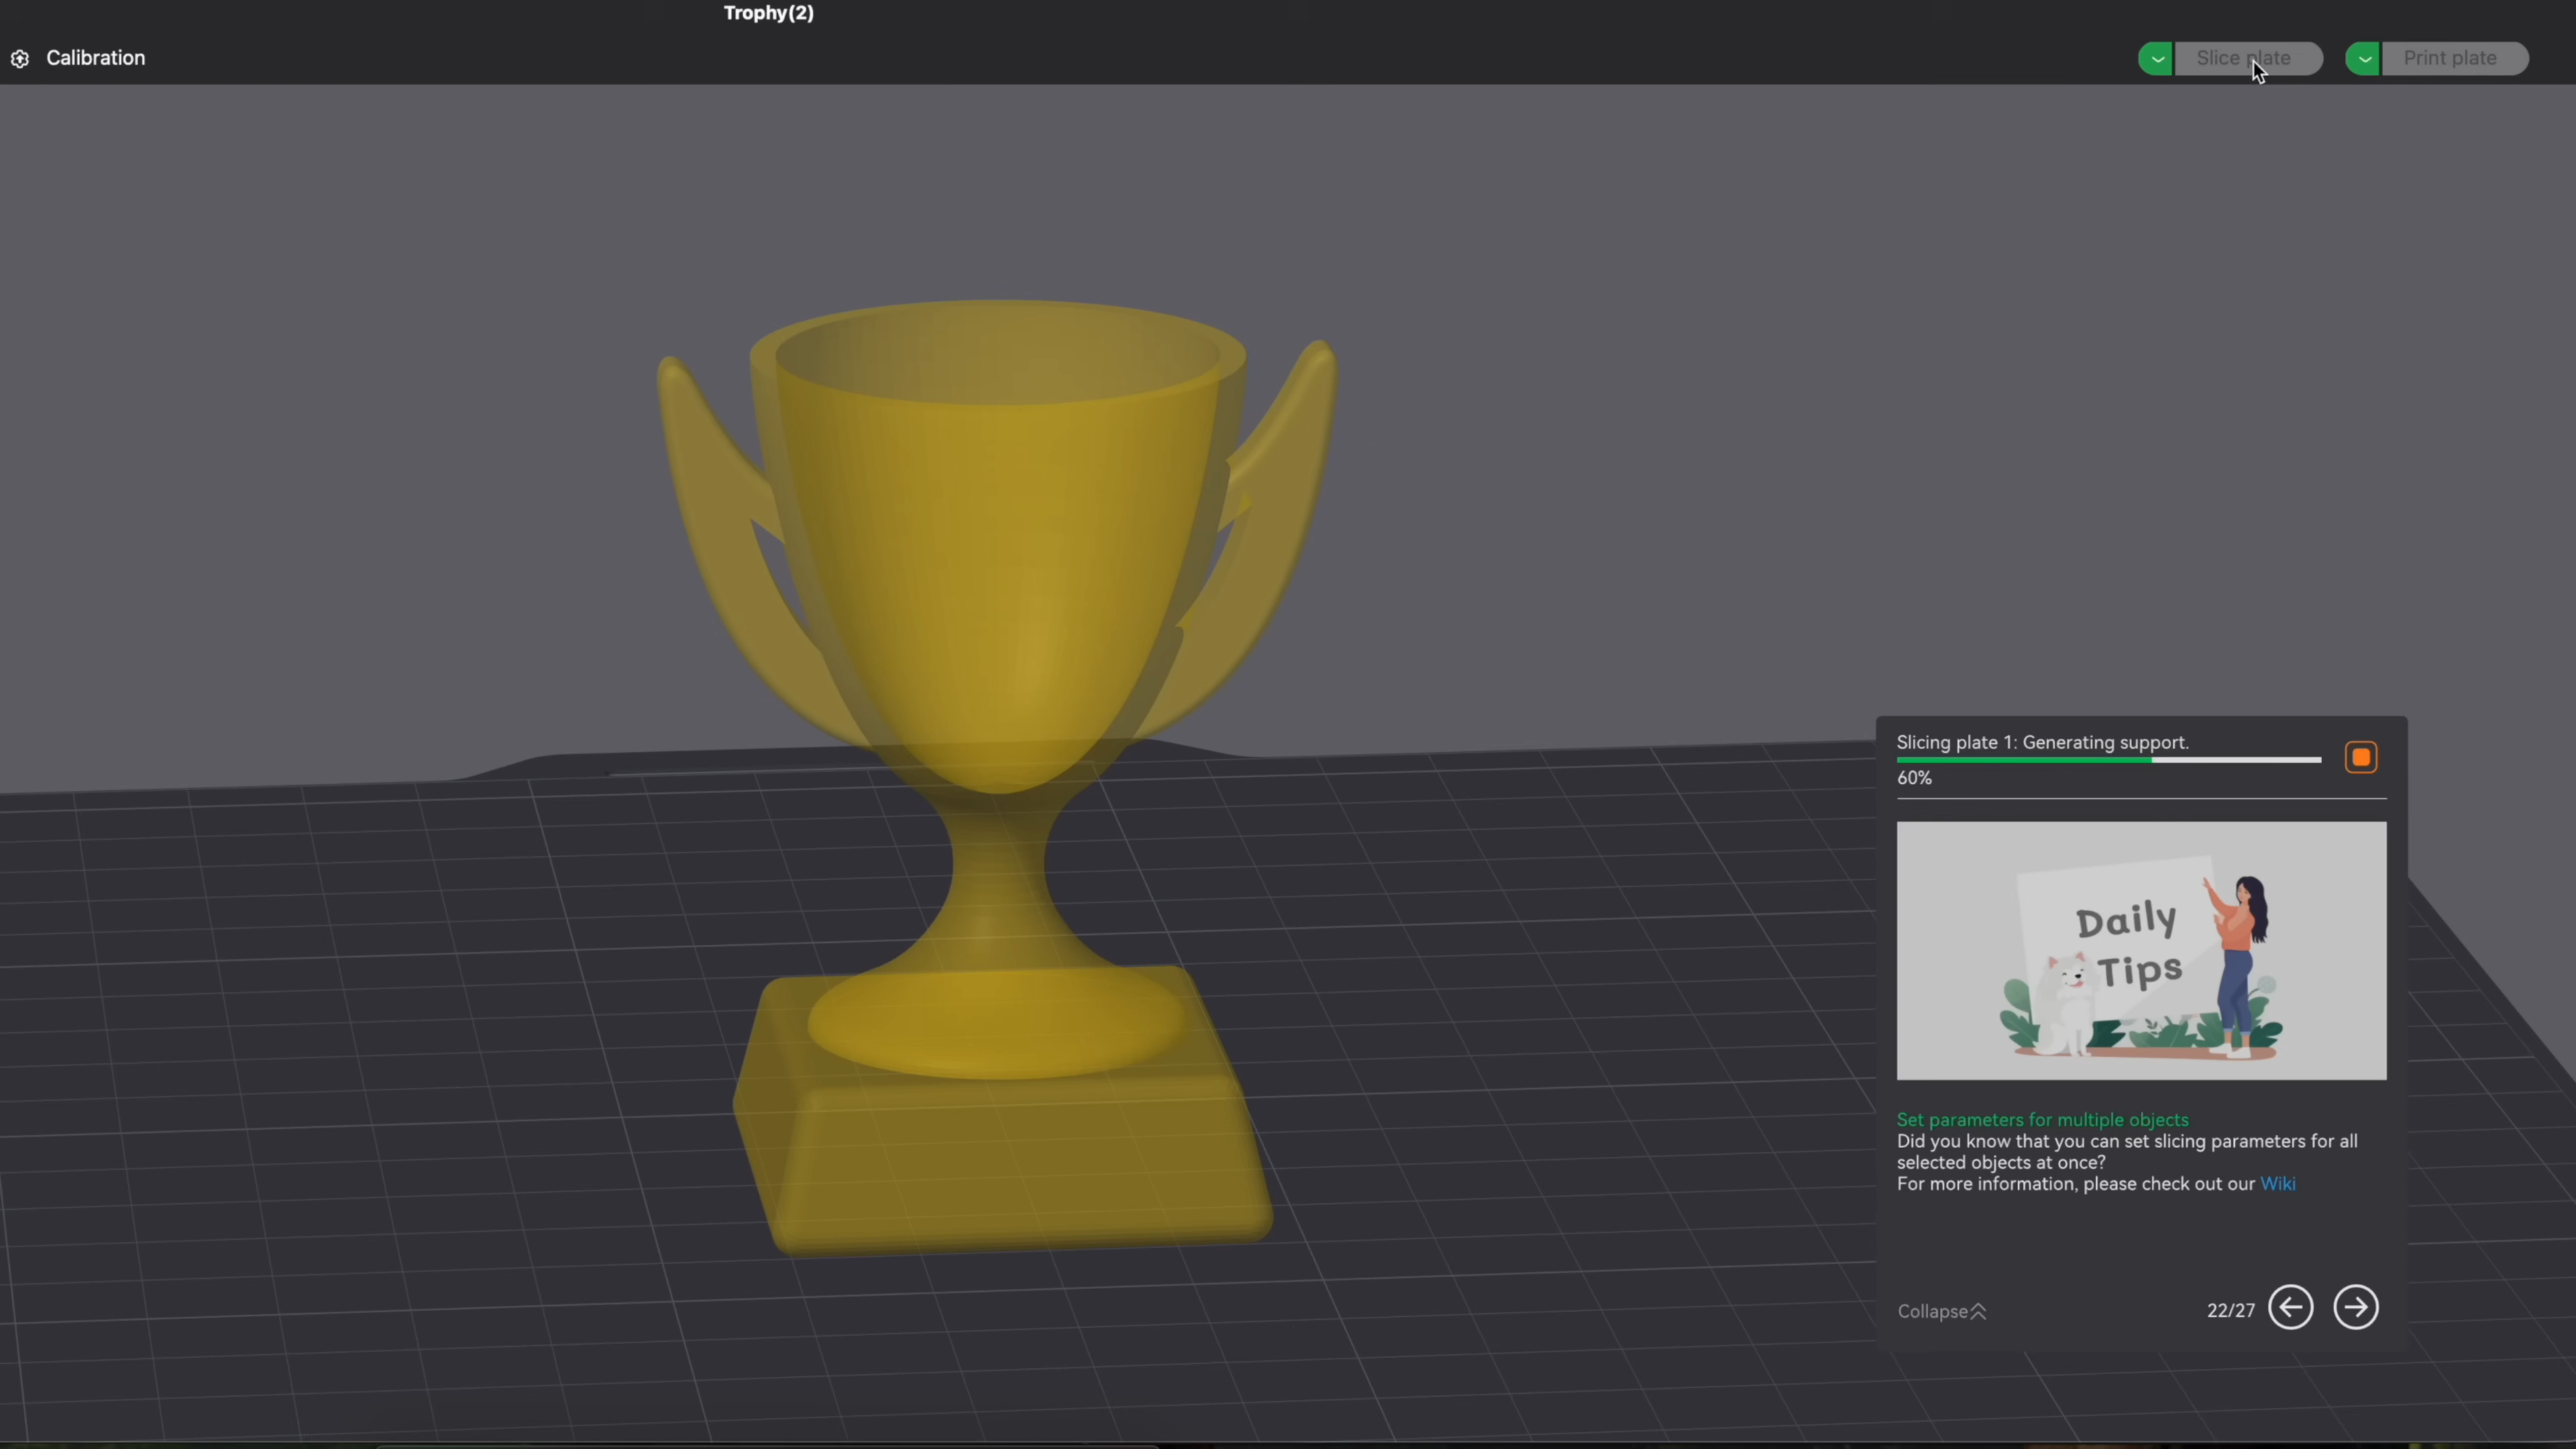 Trophy(2)
Calibration
Slice plate
Print plate
Slicing plate 1: Generating support.
60%
Daily
Tips
Set parameters for multiple objects
Did you know that you can set slicing parameters for all
selected objects at once?
For more information, please check out our Wiki
Collapse
22/27